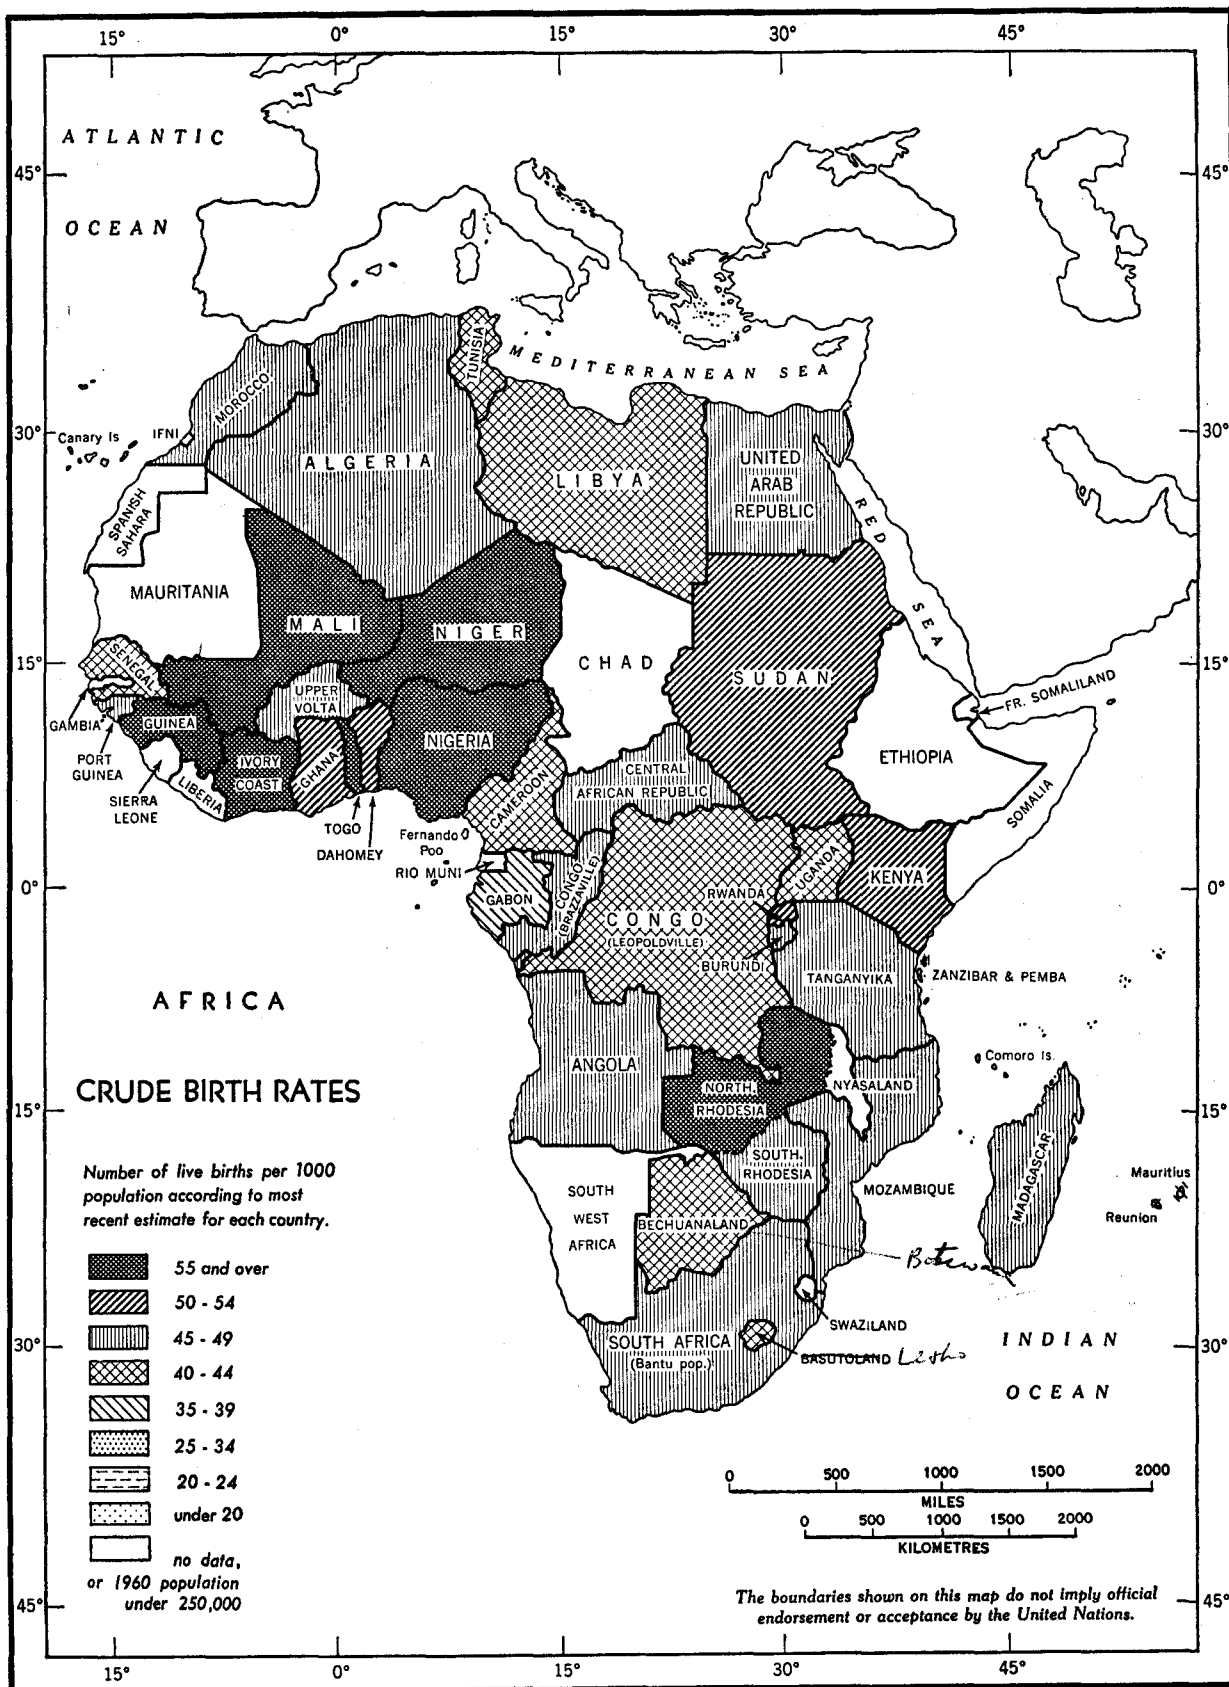 15° 0° 15° 30° 45°
ATLANTIC
45° 45°
OCEAN
MEDITERRANEAN SEA
TUNISIA
MOROCCO
Canary Is
IFNI
30° 30°
ALGERIA
LIBYA
UNITED
ARAB
REPUBLIC
RED SEA
SPANISH
SAHARA
MAURITANIA
MALI
NIGER
CHAD
SUDAN
15° 15°
SENEGAL
FR. SOMALILAND
GAMBIA
GUINEA
UPPER
VOLTA
NIGERIA
PORT
GUINEA
IVORY
COAST
GHANA
CENTRAL
AFRICAN REPUBLIC
ETHIOPIA
SOMALIA
SIERRA
LEONE
LIBERIA
TOGO
DAHOMEY
CAMEROON
Fernando
Poo
RIO MUNI
0° 0°
GABON
CONGO
(BRAZZAVILLE)
CONGO
(LEOPOLDVILLE)
RWANDA
UGANDA
KENYA
BURUNDI
TANGANYIKA
ZANZIBAR & PEMBA
AFRICA
CRUDE BIRTH RATES
ANGOLA
NORTH.
RHODESIA
NYASALAND
Comoro Is.
15° 15°
SOUTH.
RHODESIA
MOZAMBIQUE
MADAGASCAR
Mauritius
Reunion
SOUTH
WEST
AFRICA
BECHUANALAND
Number of live births per 1000
population according to most
recent estimate for each country.
55 and over
50 - 54
45 - 49
40 - 44
35 - 39
25 - 34
20 - 24
under 20
no data,
or 1960 population
under 250,000
SWAZILAND
SOUTH AFRICA
(Bantu pop.)
BASUTOLAND
30° 30°
INDIAN
OCEAN
0 500 1000 1500 2000
MILES
0 500 1000 1500 2000
KILOMETRES
The boundaries shown on this map do not imply official
endorsement or acceptance by the United Nations.
45° 45°
15° 0° 15° 30° 45°